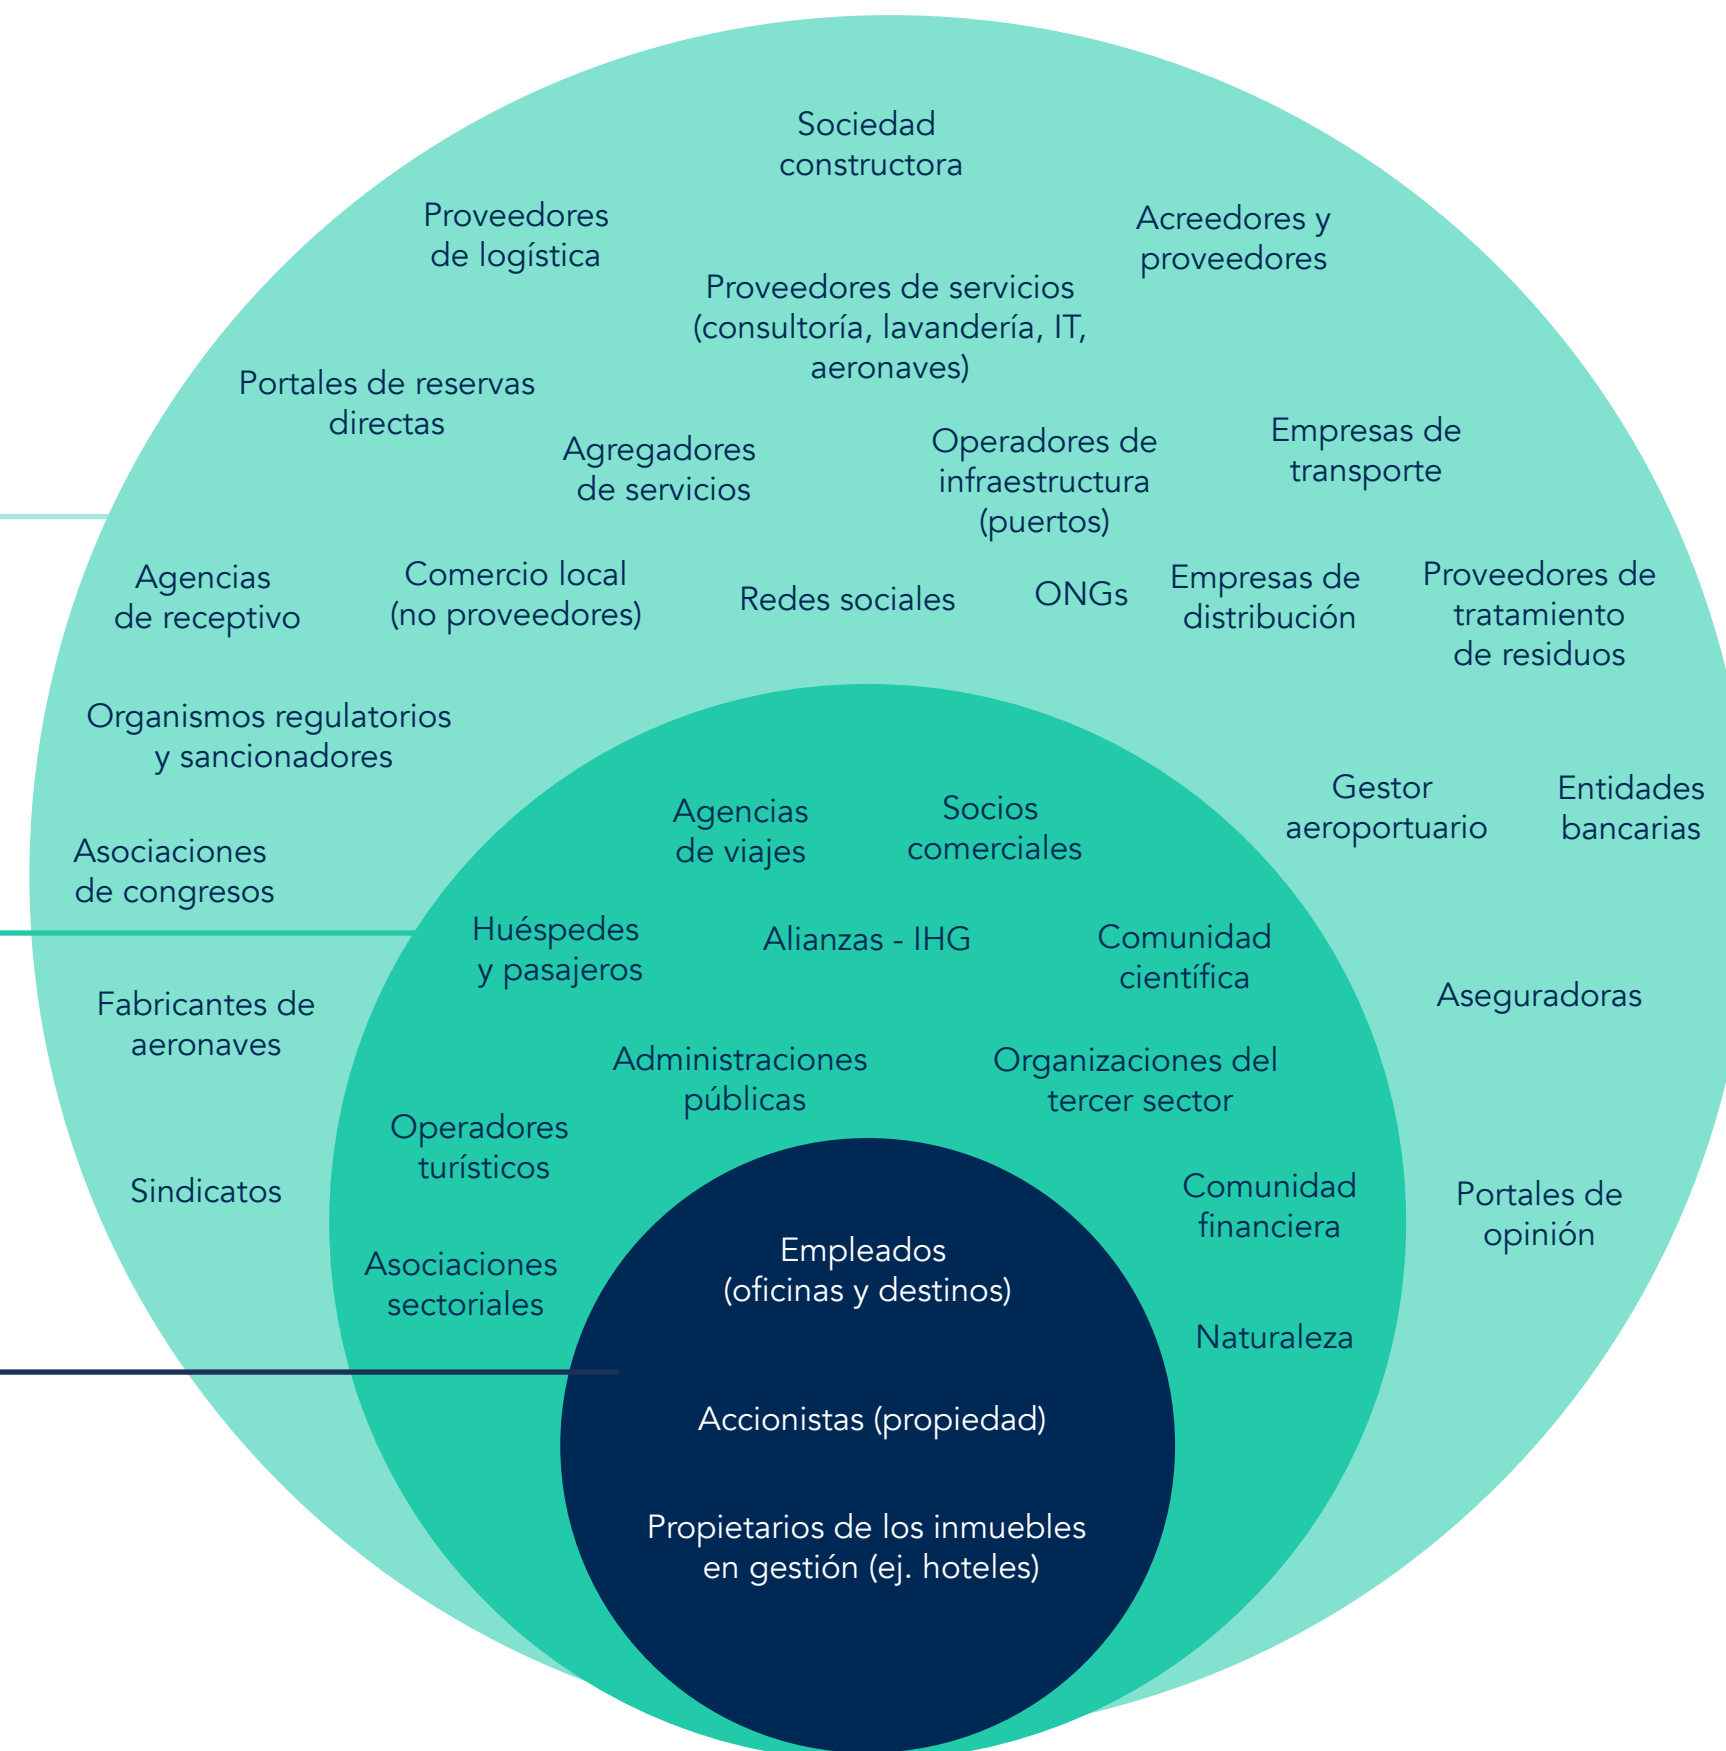 Sociedad
constructora
Proveedores
de logística
Acreedores y
proveedores
Proveedores de servicios
(consultoría, lavandería, IT,
aeronaves)
Portales de reservas
directas
Agregadores
de servicios
Operadores de
infraestructura
(puertos)
Empresas de
transporte
Agencias
de receptivo
Comercio local
(no proveedores)
Redes sociales
ONGs
Empresas de
distribución
Proveedores de
tratamiento
de residuos
Organismos regulatorios
y sancionadores
Gestor
aeroportuario
Entidades
bancarias
Asociaciones
de congresos
Agencias
de viajes
Socios
comerciales
Huéspedes
y pasajeros
Alianzas - IHG
Comunidad
científica
Fabricantes de
aeronaves
Aseguradoras
Administraciones
públicas
Organizaciones del
tercer sector
Operadores
turísticos
Sindicatos
Comunidad
financiera
Portales de
opinión
Asociaciones
sectoriales
Naturaleza
Empleados
(oficinas y destinos)
Accionistas (propiedad)
Propietarios de los inmuebles
en gestión (ej. hoteles)